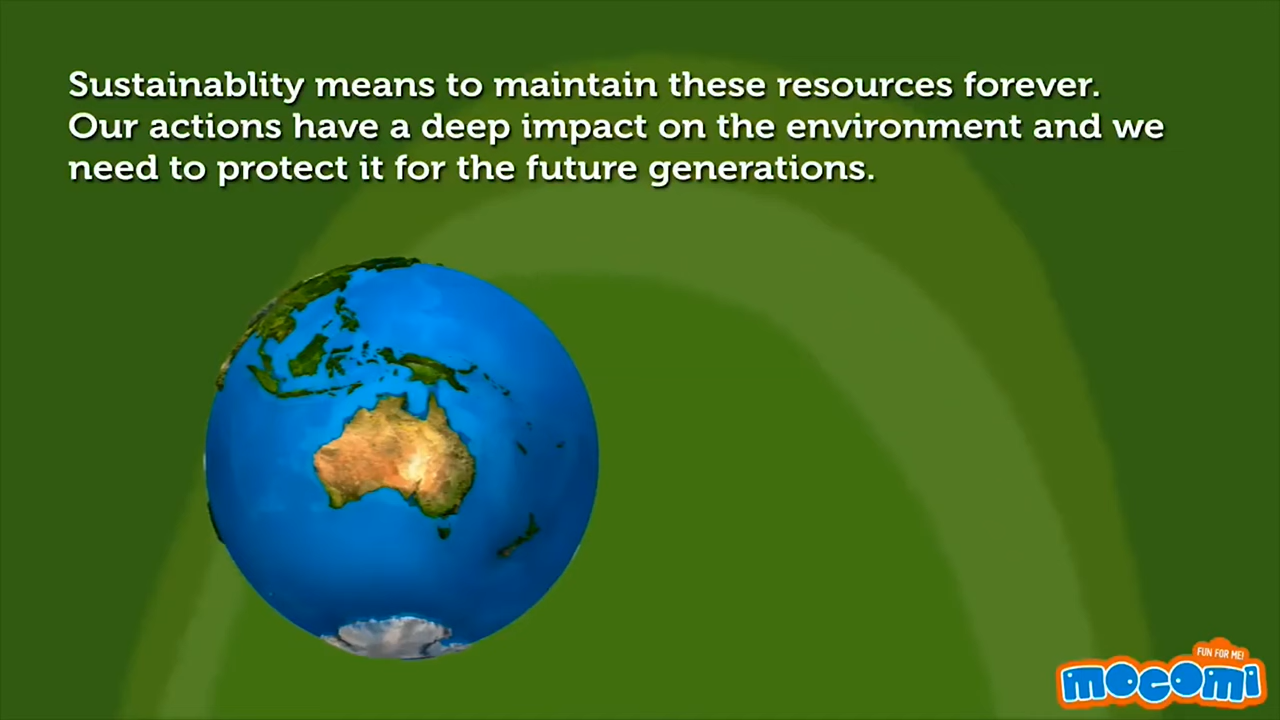 Sustainablity means to maintain these resources forever.
Our actions have a deep impact on the environment and we
need to protect it for the future generations.
FUN FOR ME!
mocomi